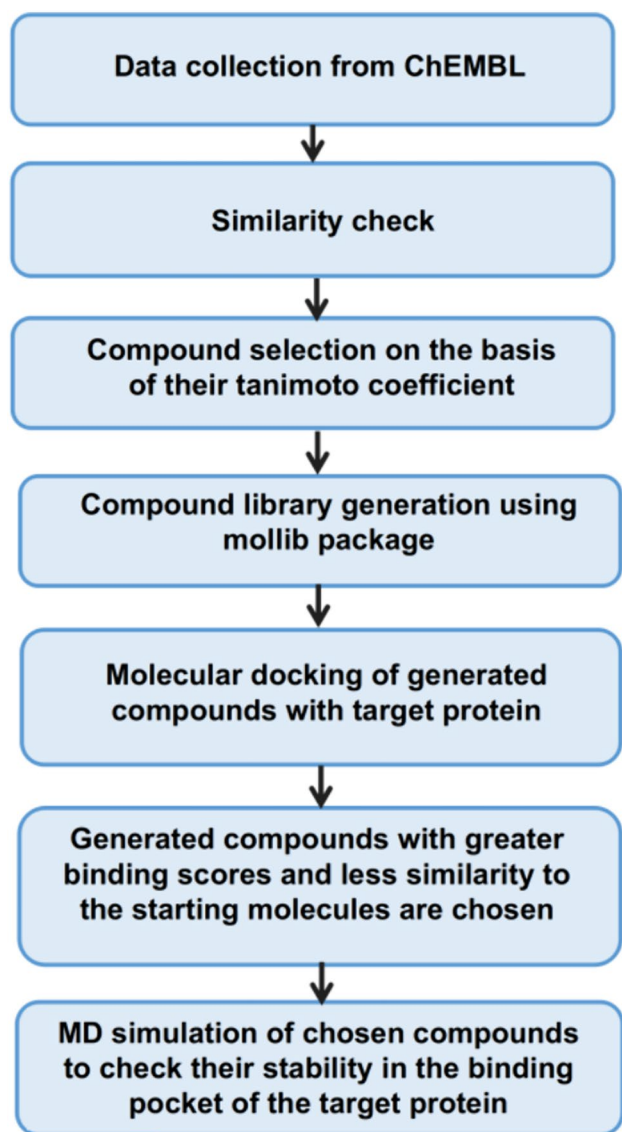 Data collection from ChEMBL
Similarity check
Compound selection on the basis
of their tanimoto coefficient
Compound library generation using
mollib package
Molecular docking of generated
compounds with target protein
Generated compounds with greater
binding scores and less similarity to
the starting molecules are chosen
MD simulation of chosen compounds
to check their stability in the binding
pocket of the target protein